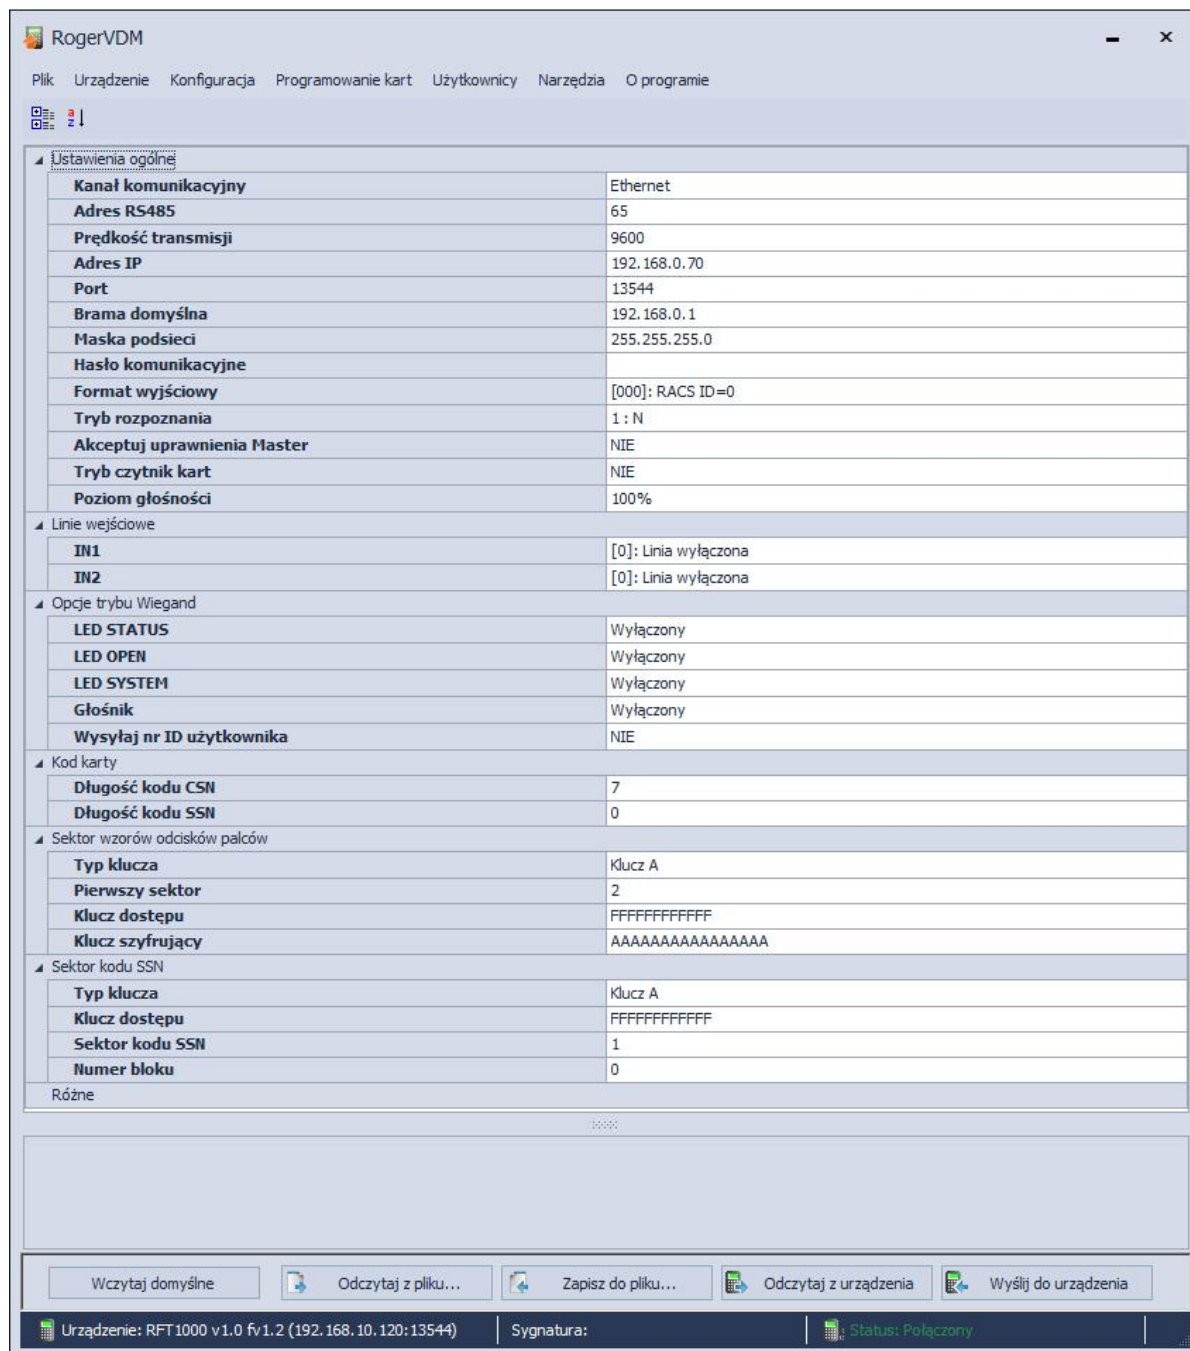 RogerVDM
Plik Urządzenie Konfiguracja Programowanie kart Użytkownicy Narzędzia O programie
Ustawienia ogólne
Kanał komunikacyjny Ethernet
Adres RS485 65
Prędkość transmisji 9600
Adres IP 192.168.0.70
Port 13544
Brama domyślna 192.168.0.1
Maska podsieci 255.255.255.0
Hasło komunikacyjne
Format wyjściowy [000]: RACS ID=0
Tryb rozpoznania 1 : N
Akceptuj uprawnienia Master NIE
Tryb czytnik kart NIE
Poziom głośności 100%
Linie wejściowe
IN1 [0]: Linia wyłączona
IN2 [0]: Linia wyłączona
Opcje trybu Wiegand
LED STATUS Wyłączony
LED OPEN Wyłączony
LED SYSTEM Wyłączony
Głośnik Wyłączony
Wysyłaj nr ID użytkownika NIE
Kod karty
Długość kodu CSN 7
Długość kodu SSN 0
Sektor wzorów odcisków palców
Typ klucza Klucz A
Pierwszy sektor 2
Klucz dostępu FFFFFFFFFFFF
Klucz szyfrujący AAAAAAAAAAAAAAAA
Sektor kodu SSN
Typ klucza Klucz A
Klucz dostępu FFFFFFFFFFFF
Sektor kodu SSN 1
Numer bloku 0
Różne
Wczytaj domyślne Odczytaj z pliku... Zapisz do pliku... Odczytaj z urządzenia Wyślij do urządzenia
Urządzenie: RFT1000 v1.0 fv1.2 (192.168.10.120:13544) Sygnatura: Status: Połączony